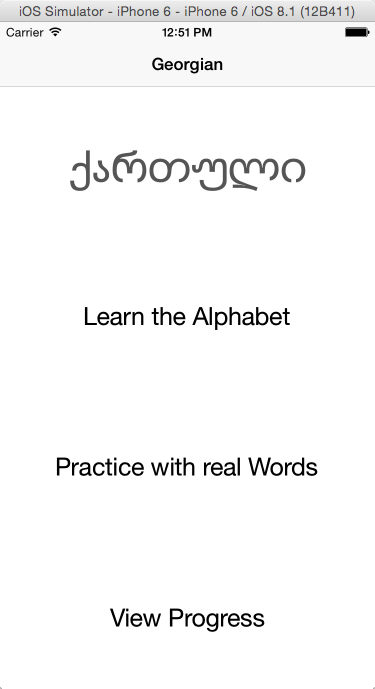 iOS Simulator - iPhone 6 - iPhone 6 / iOS 8.1 (12B411)
Carrier 12:51 PM
Georgian
ქართული
Learn the Alphabet
Practice with real Words
View Progress